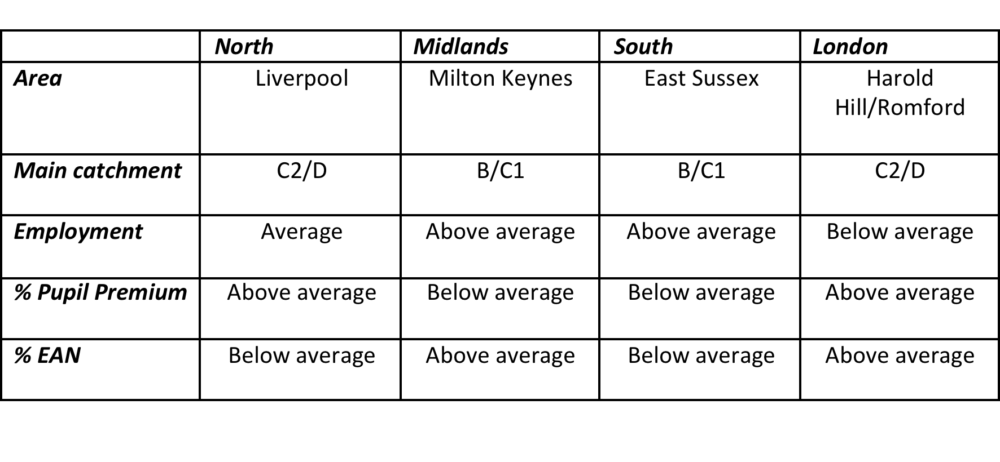 North Midlands South London
Area Liverpool Milton Keynes East Sussex Harold
Hill/Romford
Main catchment C2/D B/C1 B/C1 C2/D
Employment Average Above average Above average Below average
% Pupil Premium Above average Below average Below average Above average
% EAN Below average Above average Below average Above average